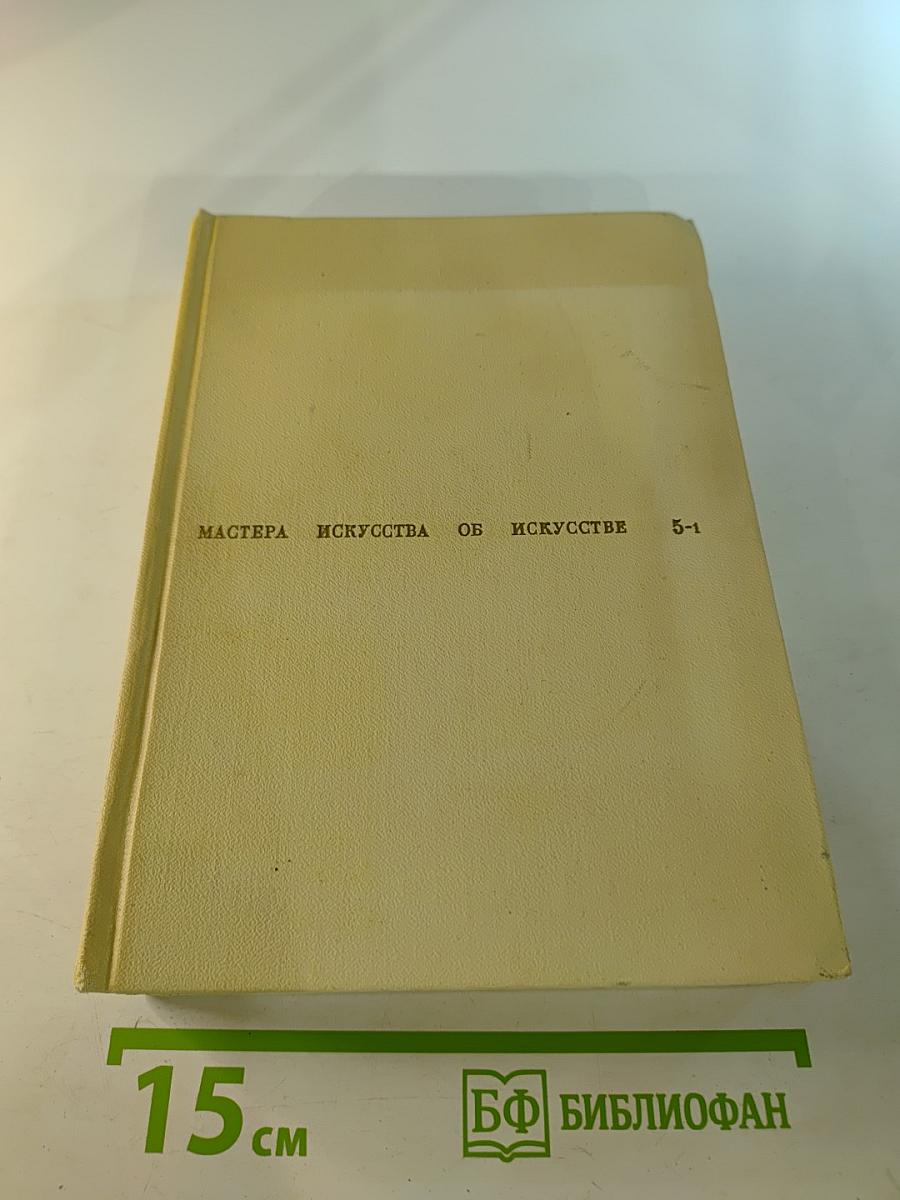 МАСТЕРА ИСКУССТВА ОБ ИСКУССТВЕ 5-1
15 см
БФ БИБЛИОФАН